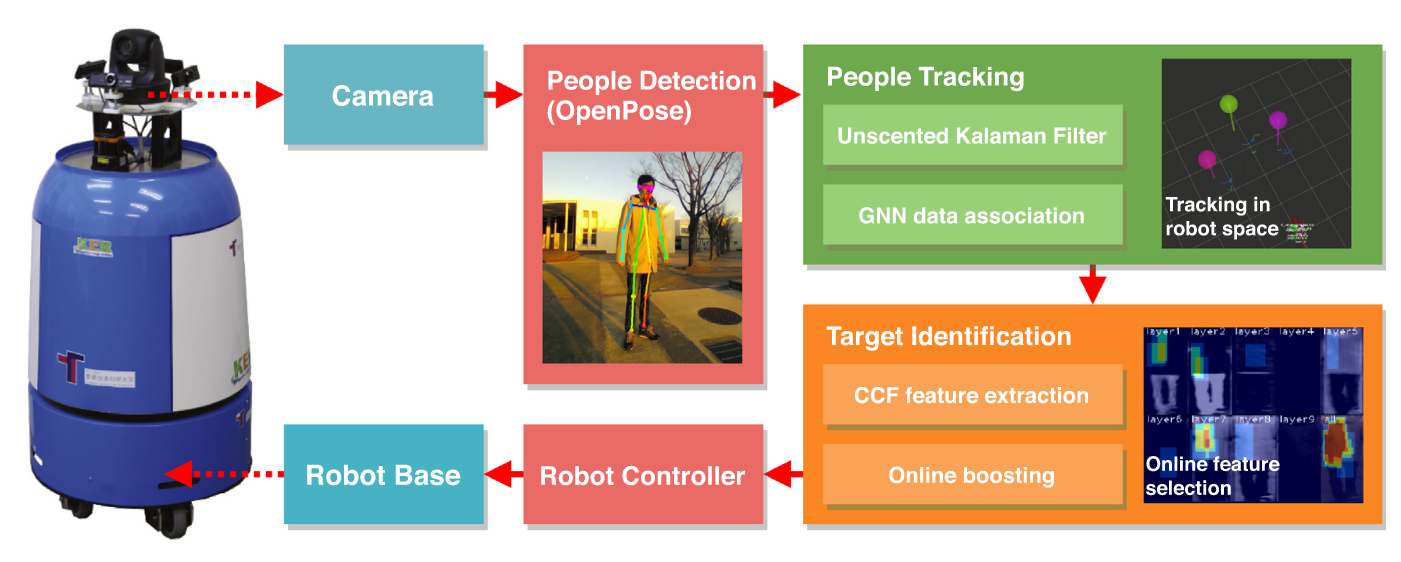 Camera
People Detection
(OpenPose)
People Tracking
Unscented Kalaman Filter
GNN data association
Tracking in
robot space
Target Identification
CCF feature extraction
Online boosting
layer1 layer2 layer3 layer4 layer5
layer6 layer7 layer8 layer9 all
Online feature
selection
Robot Controller
Robot Base
KER
T
KER